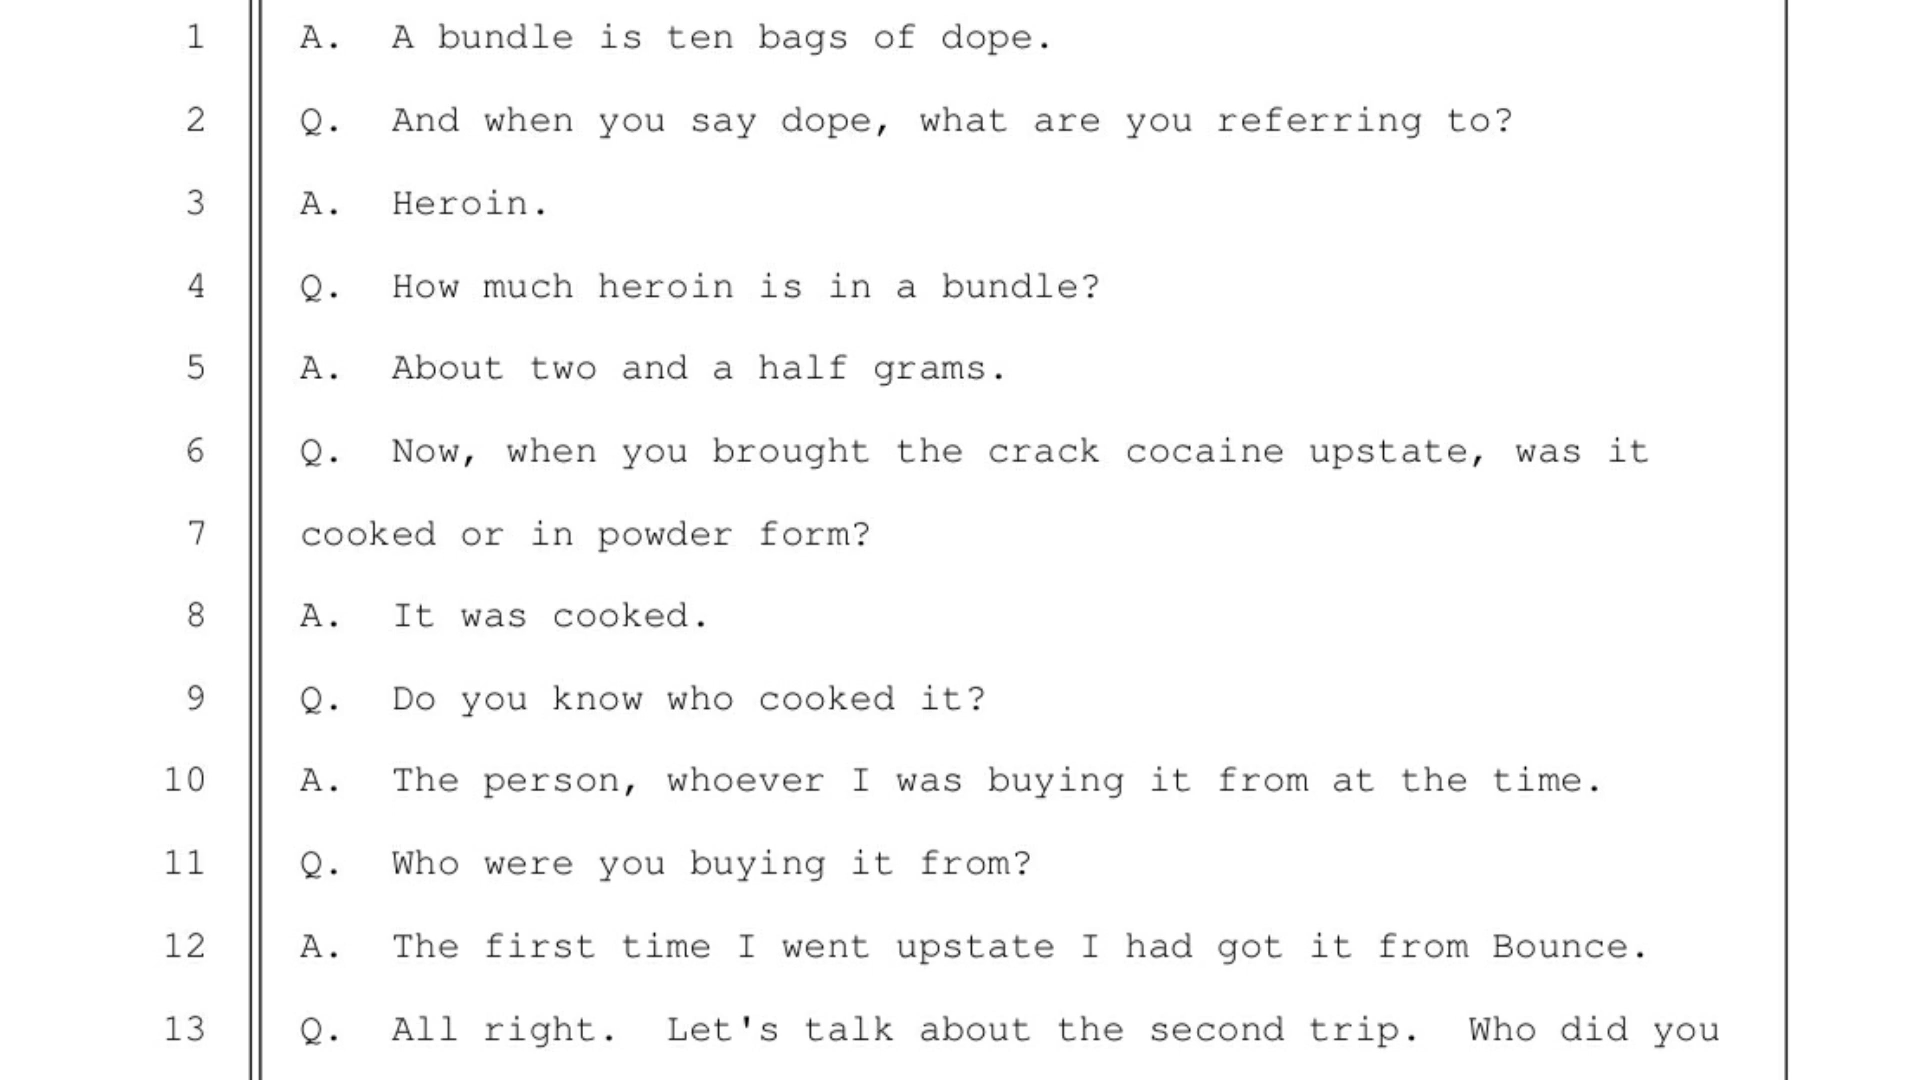 1 A. A bundle is ten bags of dope.
2 Q. And when you say dope, what are you referring to?
3 A. Heroin.
4 Q. How much heroin is in a bundle?
5 A. About two and a half grams.
6 Q. Now, when you brought the crack cocaine upstate, was it
7 cooked or in powder form?
8 A. It was cooked.
9 Q. Do you know who cooked it?
10 A. The person, whoever I was buying it from at the time.
11 Q. Who were you buying it from?
12 A. The first time I went upstate I had got it from Bounce.
13 Q. All right. Let's talk about the second trip. Who did you